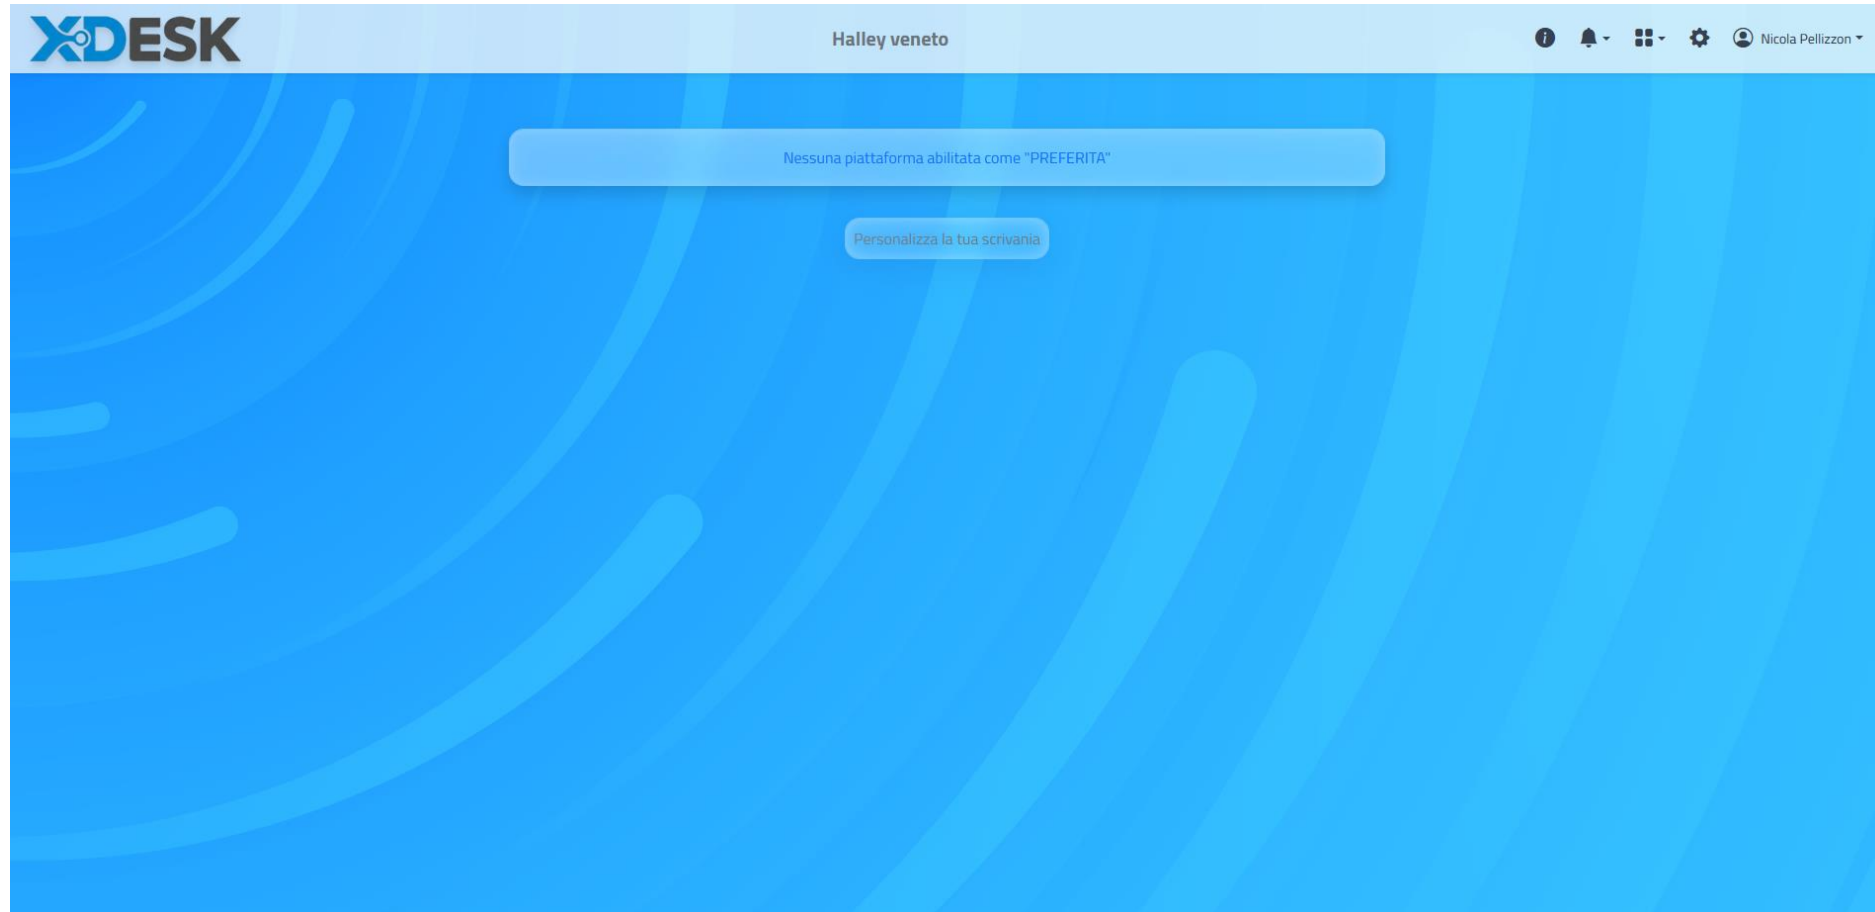 XDESK
Halley veneto
Nicola Pellizzon
Nessuna piattaforma abilitata come "PREFERITA"
Personalizza la tua scrivania